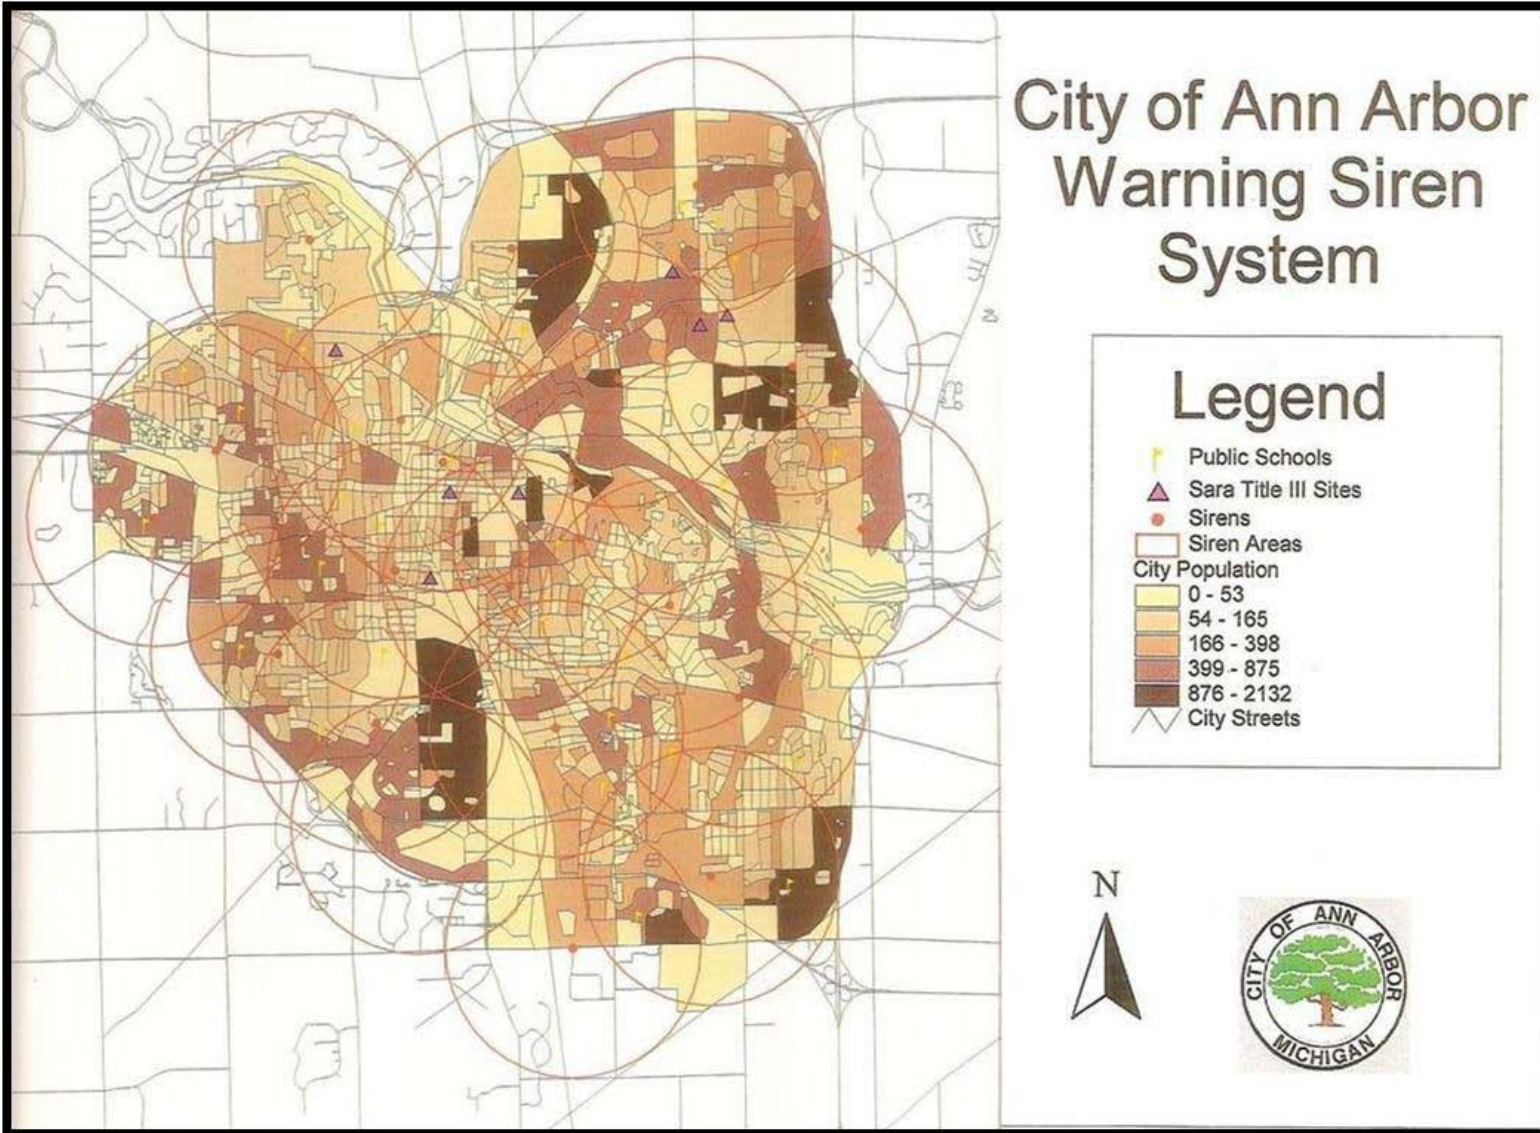 City of Ann Arbor
Warning Siren
System
Legend
Public Schools
Sara Title III Sites
Sirens
Siren Areas
City Population
0 - 53
54 - 165
166 - 398
399 - 875
876 - 2132
City Streets
N
CITY OF ANN ARBOR
MICHIGAN